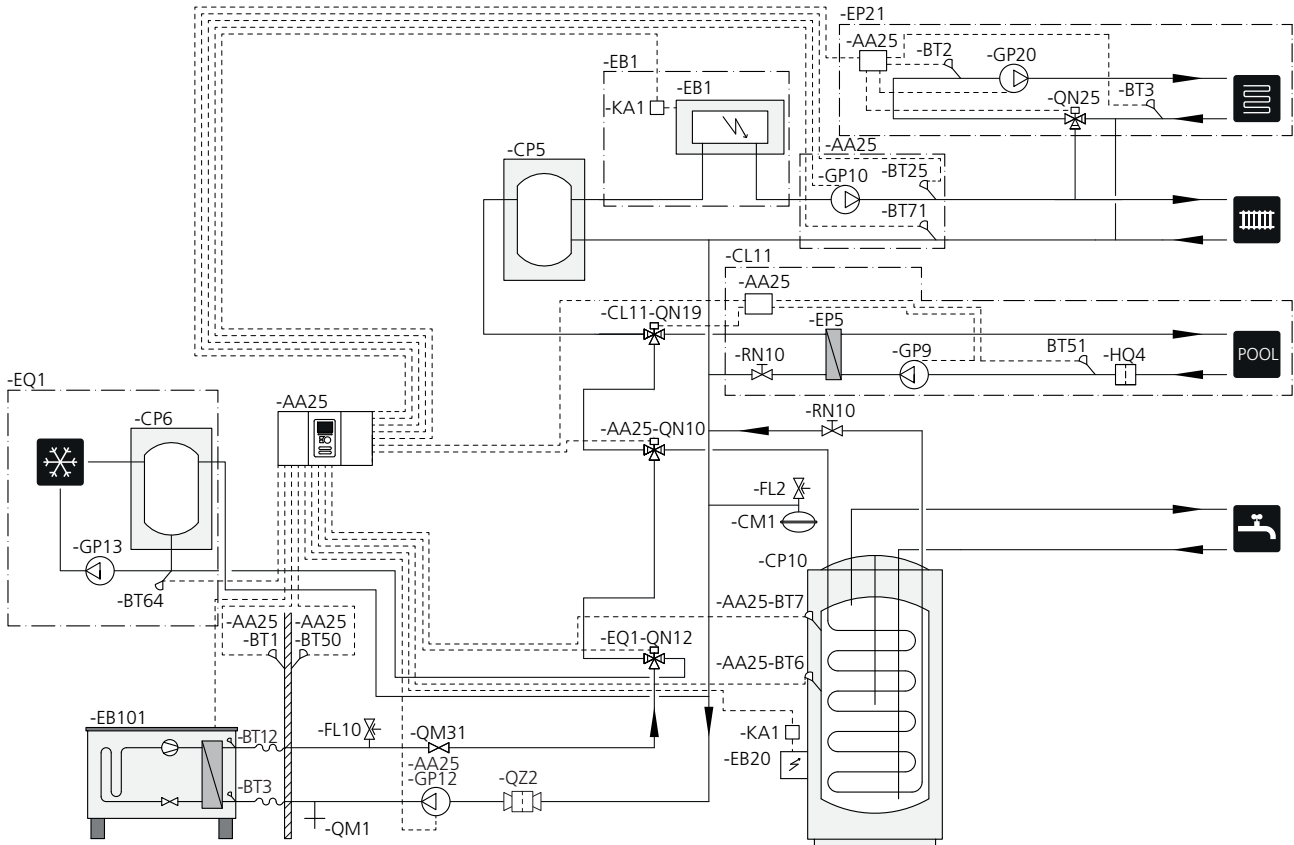 -EP21
-AA25
-BT2
-GP20
-BT3
-QN25
-EB1
-EB1
-KA1
-CP5
-AA25
-GP10
-BT25
-BT71
-CL11
-AA25
-CL11-QN19
-EP5
-RN10
-GP9
BT51
-HQ4
POOL
-EQ1
-CP6
-AA25
-AA25-QN10
-RN10
-FL2
-CM1
-GP13
-BT64
-CP10
-AA25
-BT1
-AA25
-BT50
-AA25-BT7
-EQ1-QN12
-AA25-BT6
-EB101
-BT12
-FL10
-QM31
-KA1
-EB20
-BT3
-AA25
-GP12
-QZ2
-QM1